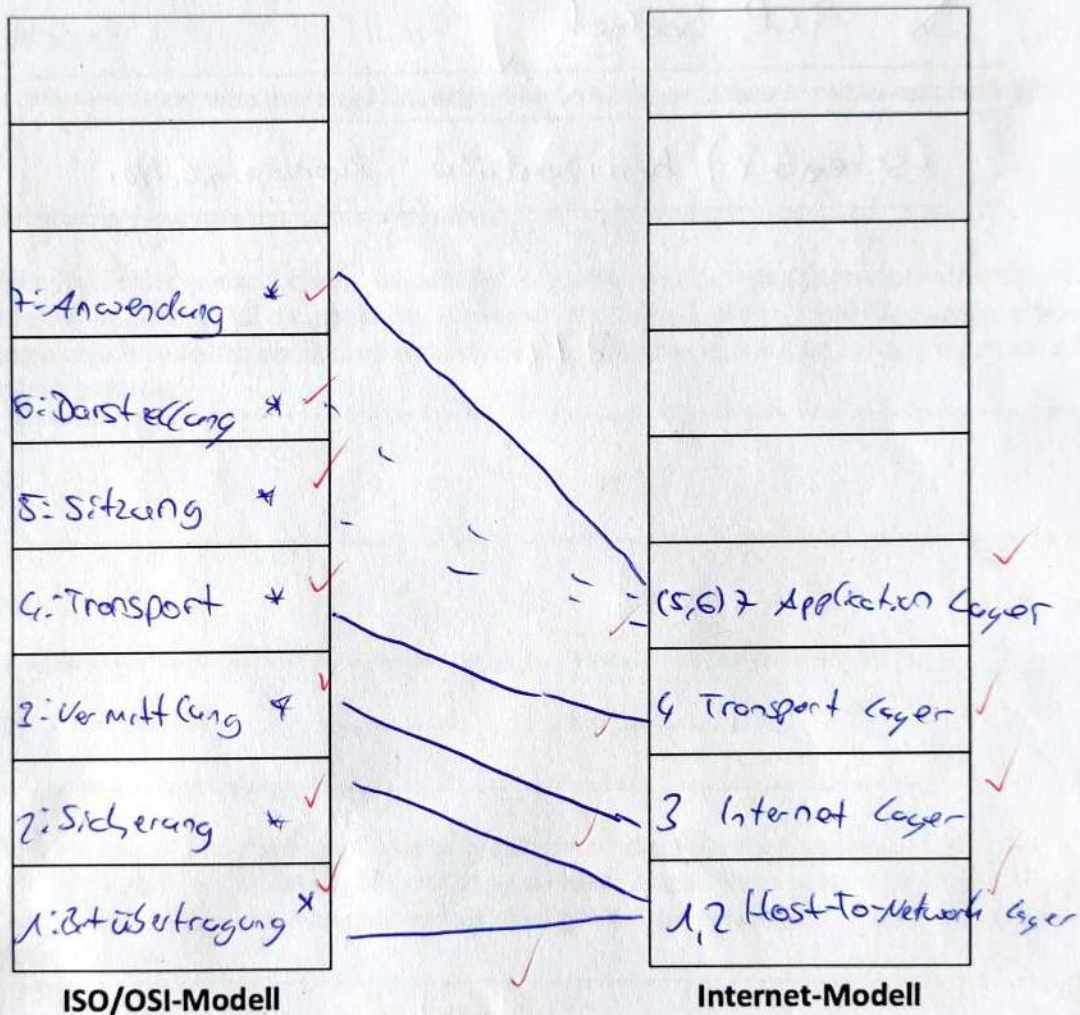 7: Anwendung *
6: Darstellung *
5: Sitzung *
4: Transport *
3: Vermittlung *
2: Sicherung *
1: Bitübertragung *
ISO/OSI-Modell
(5,6) 7 Application Layer
4 Transport Layer
3 Internet Layer
1,2 Host-To-Network Layer
Internet-Modell